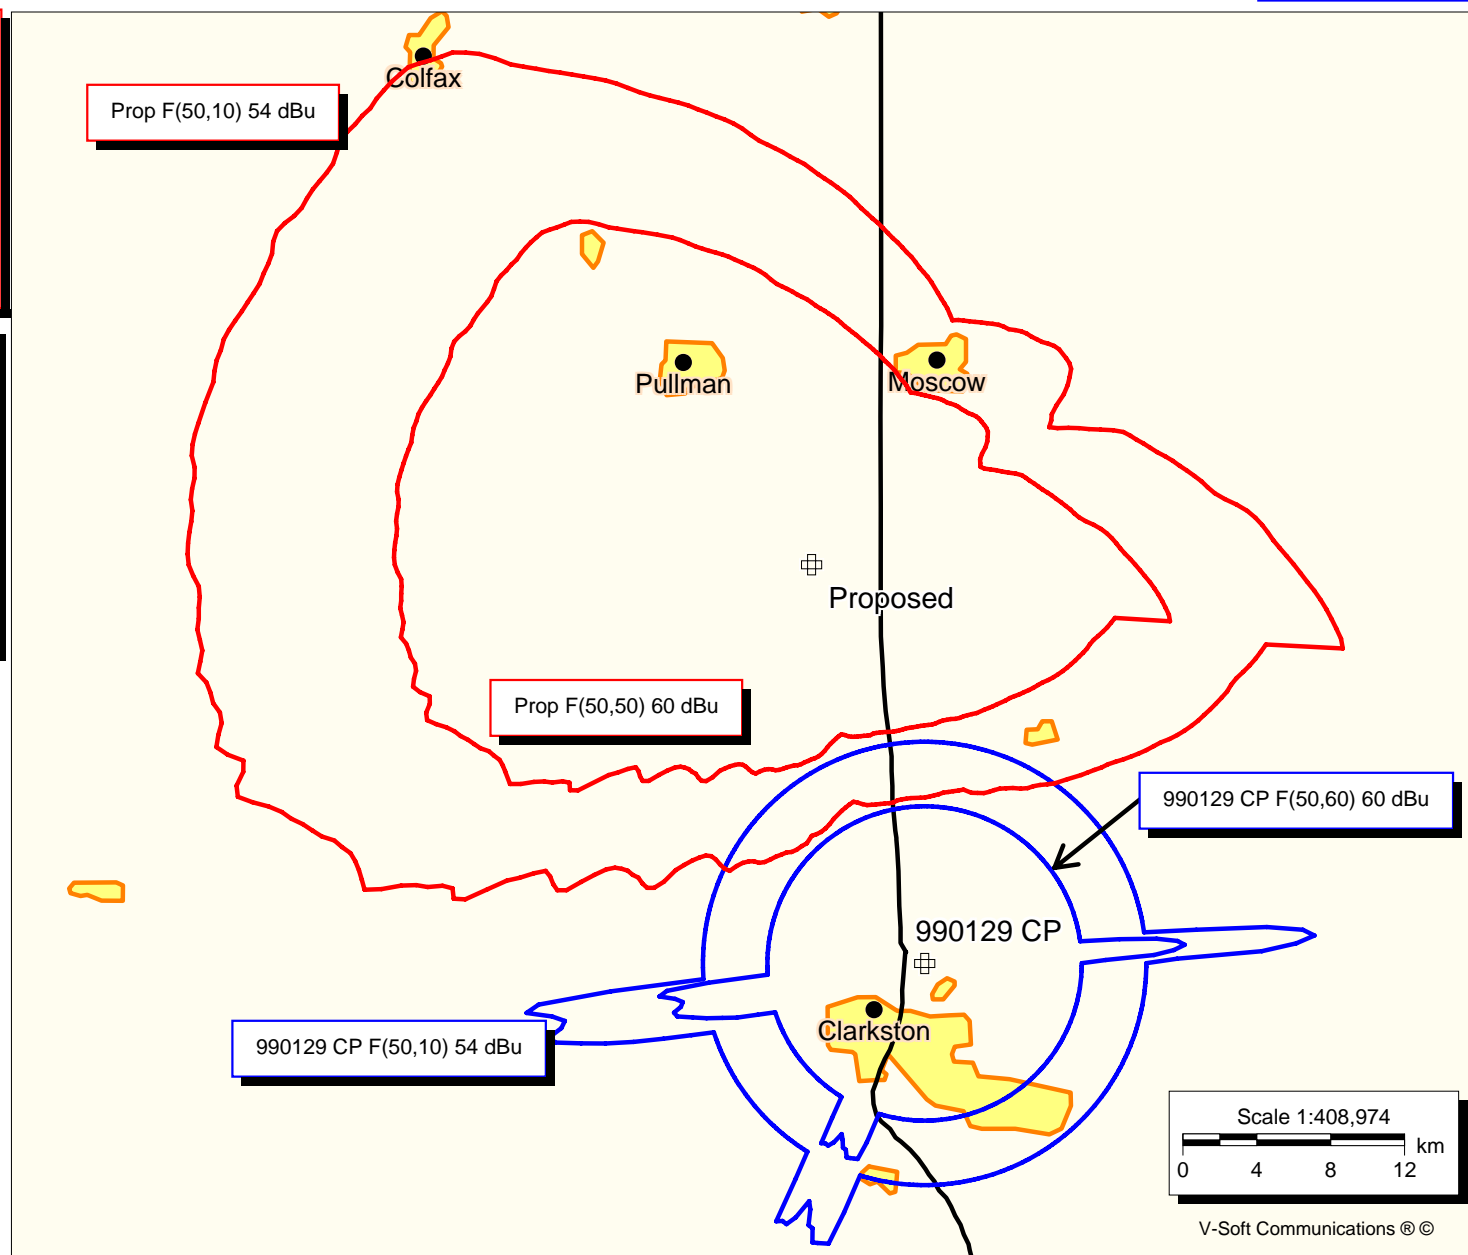 Colfax
Prop F(50,10) 54 dBu
Pullman
Moscow
Proposed
Prop F(50,50) 60 dBu
990129 CP F(50,60) 60 dBu
990129 CP
Clarkston
990129 CP F(50,10) 54 dBu
Scale 1:408,974
km
0 4 8 12
V-Soft Communications ® ©